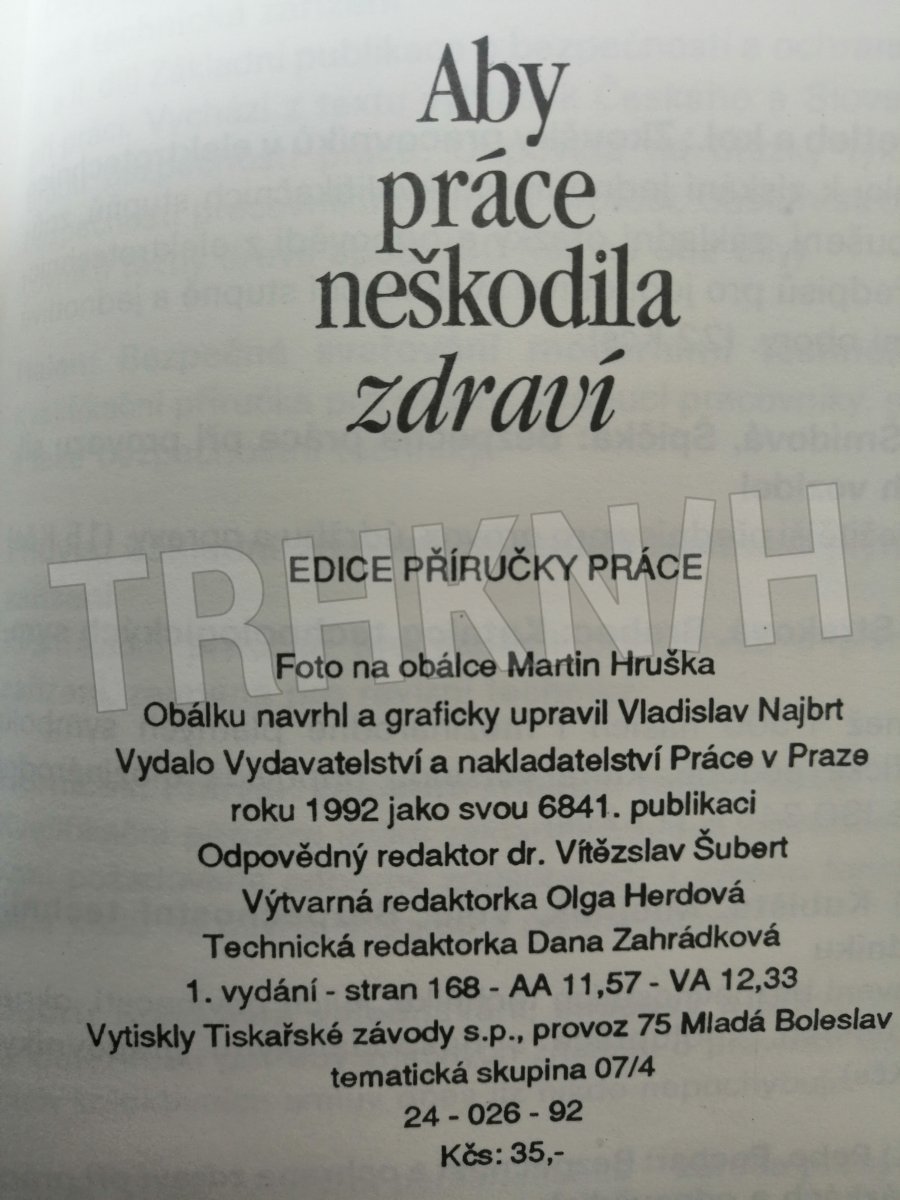 Aby
práce
neškodila
zdraví
EDICE PŘÍRUČKY PRÁCE
TRHKN/H
Foto na obálce Martin Hruška
Obálku navrhl a graficky upravil Vladislav Najbrt
Vydalo Vydavatelství a nakladatelství Práce v Praze
roku 1992 jako svou 6841. publikaci
Odpovědný redaktor dr. Vítězslav Šubert
Výtvarná redaktorka Olga Herdová
Technická redaktorka Dana Zahrádková
1. vydání - stran 168 - AA 11,57 - VA 12,33
Vytiskly Tiskařské závody s.p., provoz 75 Mladá Boleslav
tematická skupina 07/4
24 - 026 - 92
Kčs: 35,-